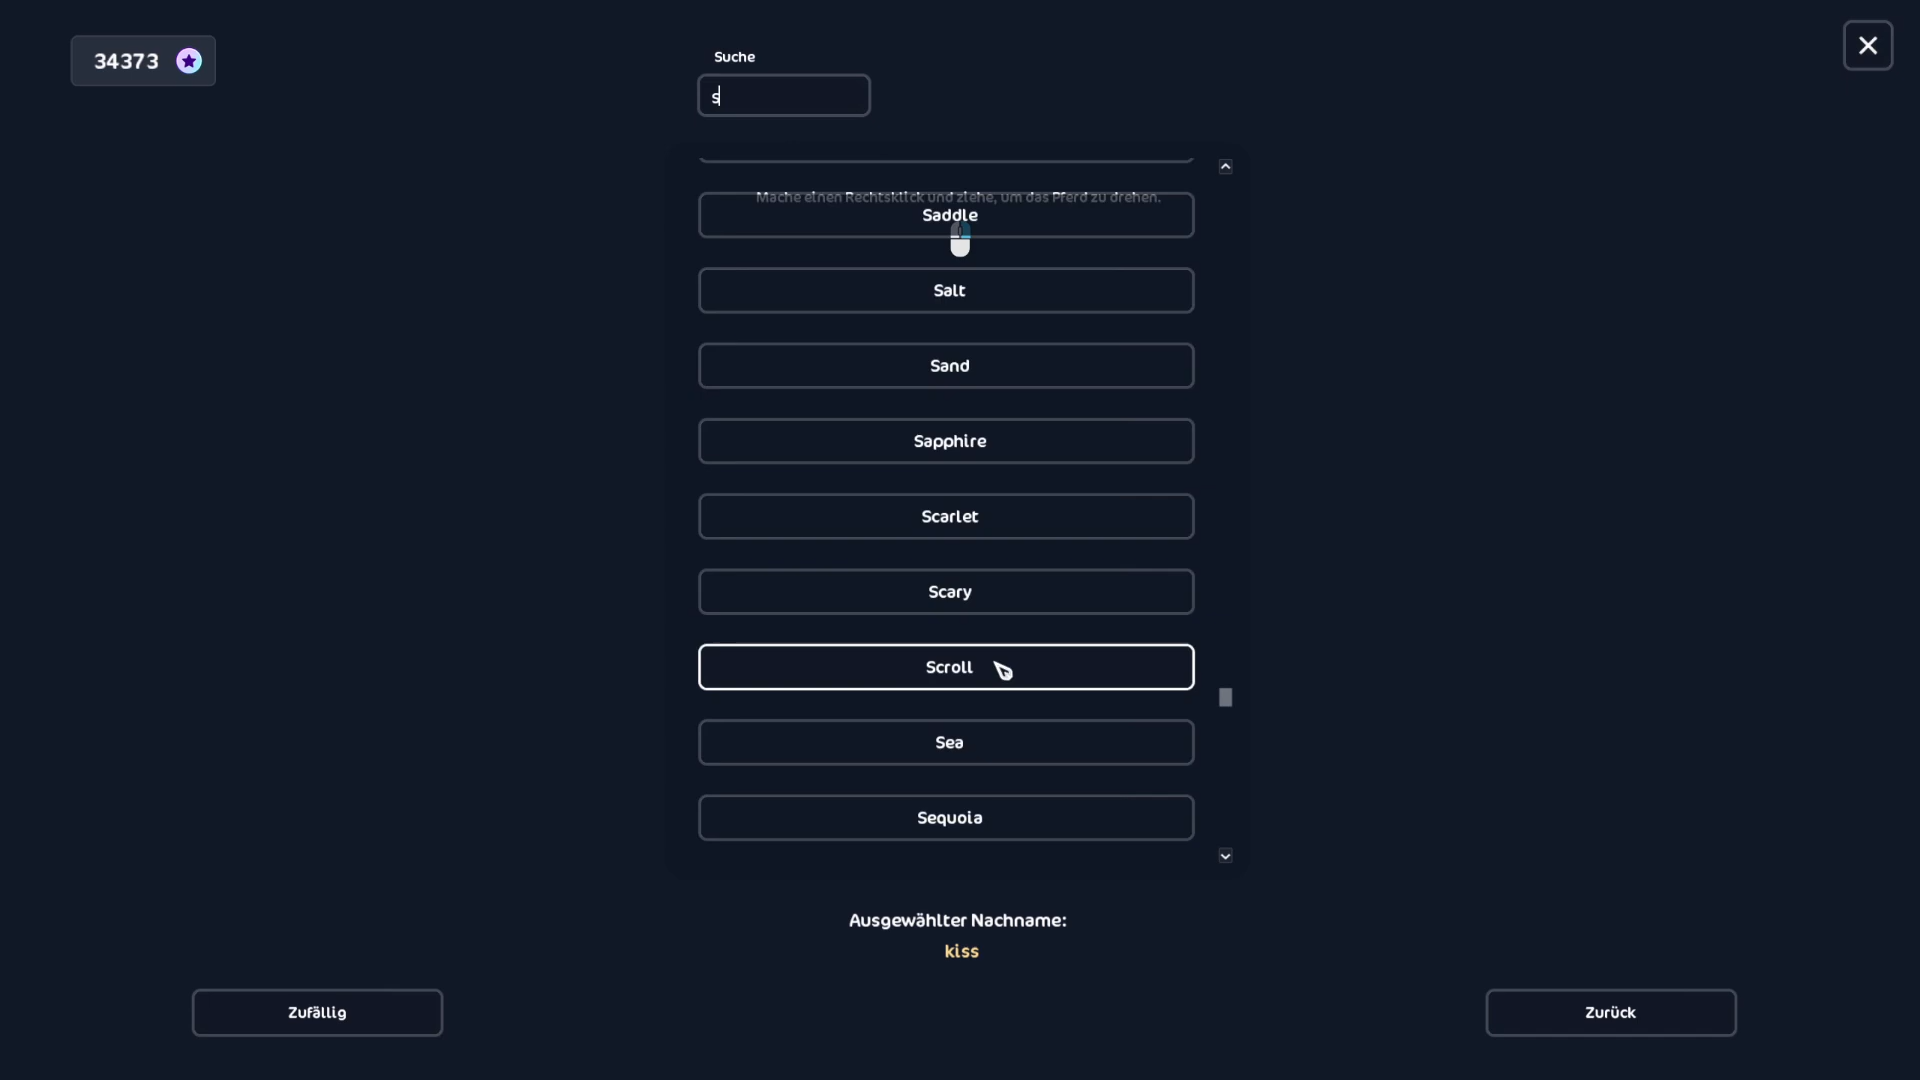 34373
Suche
s
Mache einen Rechtsklick und ziehe, um das Pferd zu drehen.
Saddle
Salt
Sand
Sapphire
Scarlet
Scary
Scroll
Sea
Sequoia
Ausgewählter Nachname:
kiss
Zufällig
Zurück